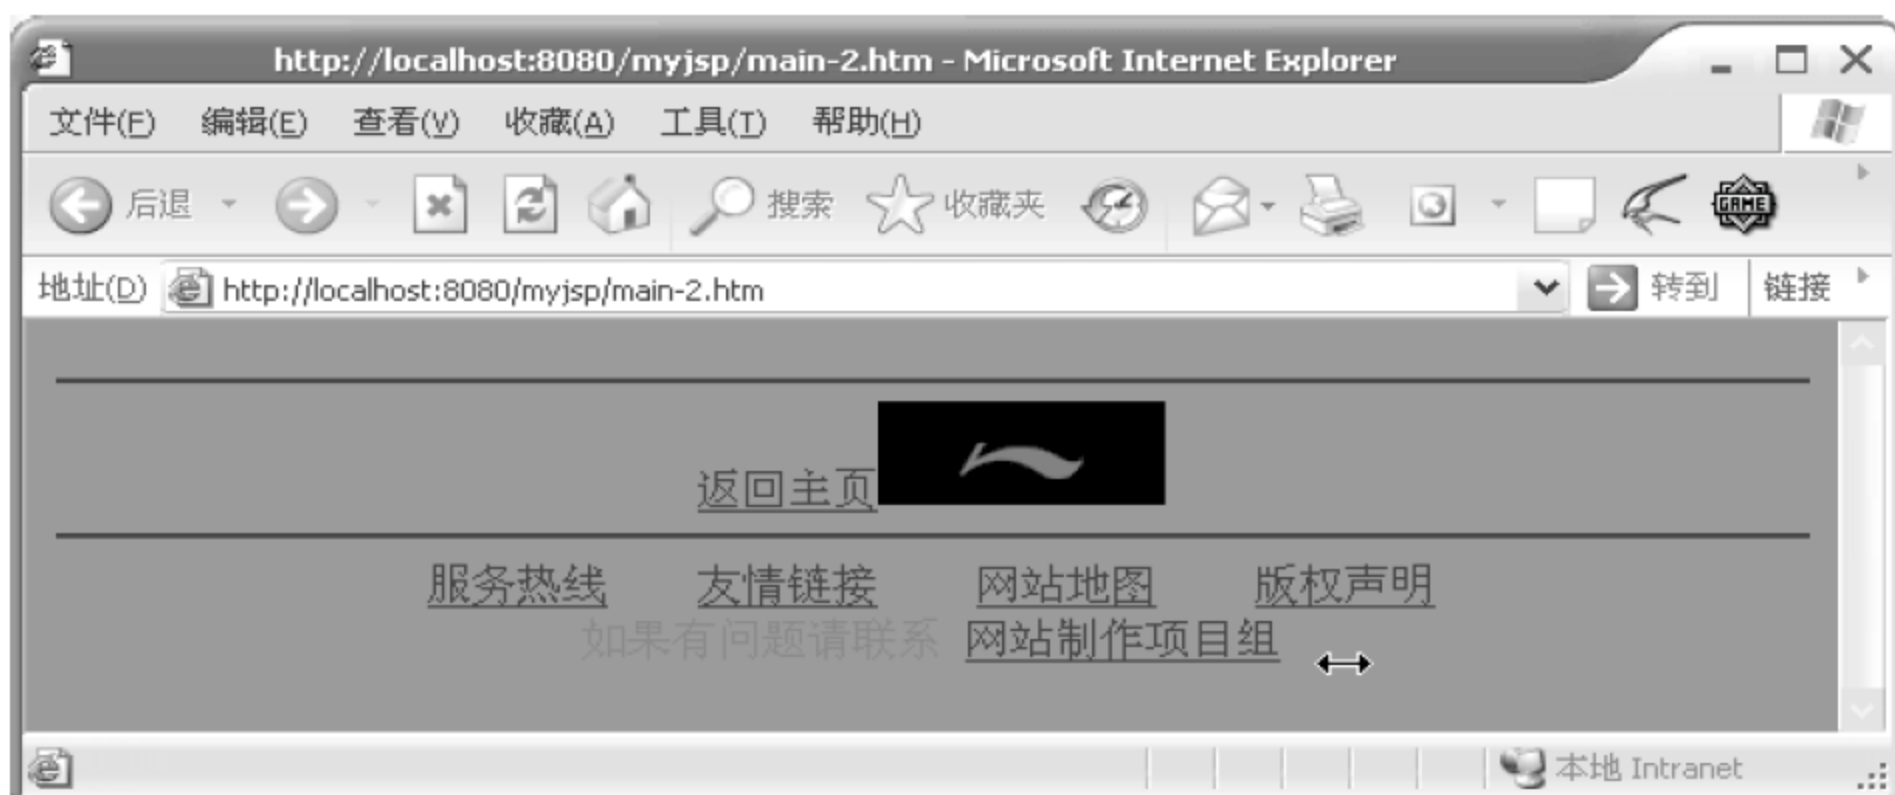 http://localhost:8080/myjsp/main-2.htm - Microsoft Internet Explorer
文件(F) 编辑(E) 查看(V) 收藏(A) 工具(T) 帮助(H)
后退 搜索 收藏夹 GAME
地址(D) http://localhost:8080/myjsp/main-2.htm 转到 链接
返回主页
服务热线 友情链接 网站地图 版权声明
如果有问题请联系 网站制作项目组
本地 Intranet